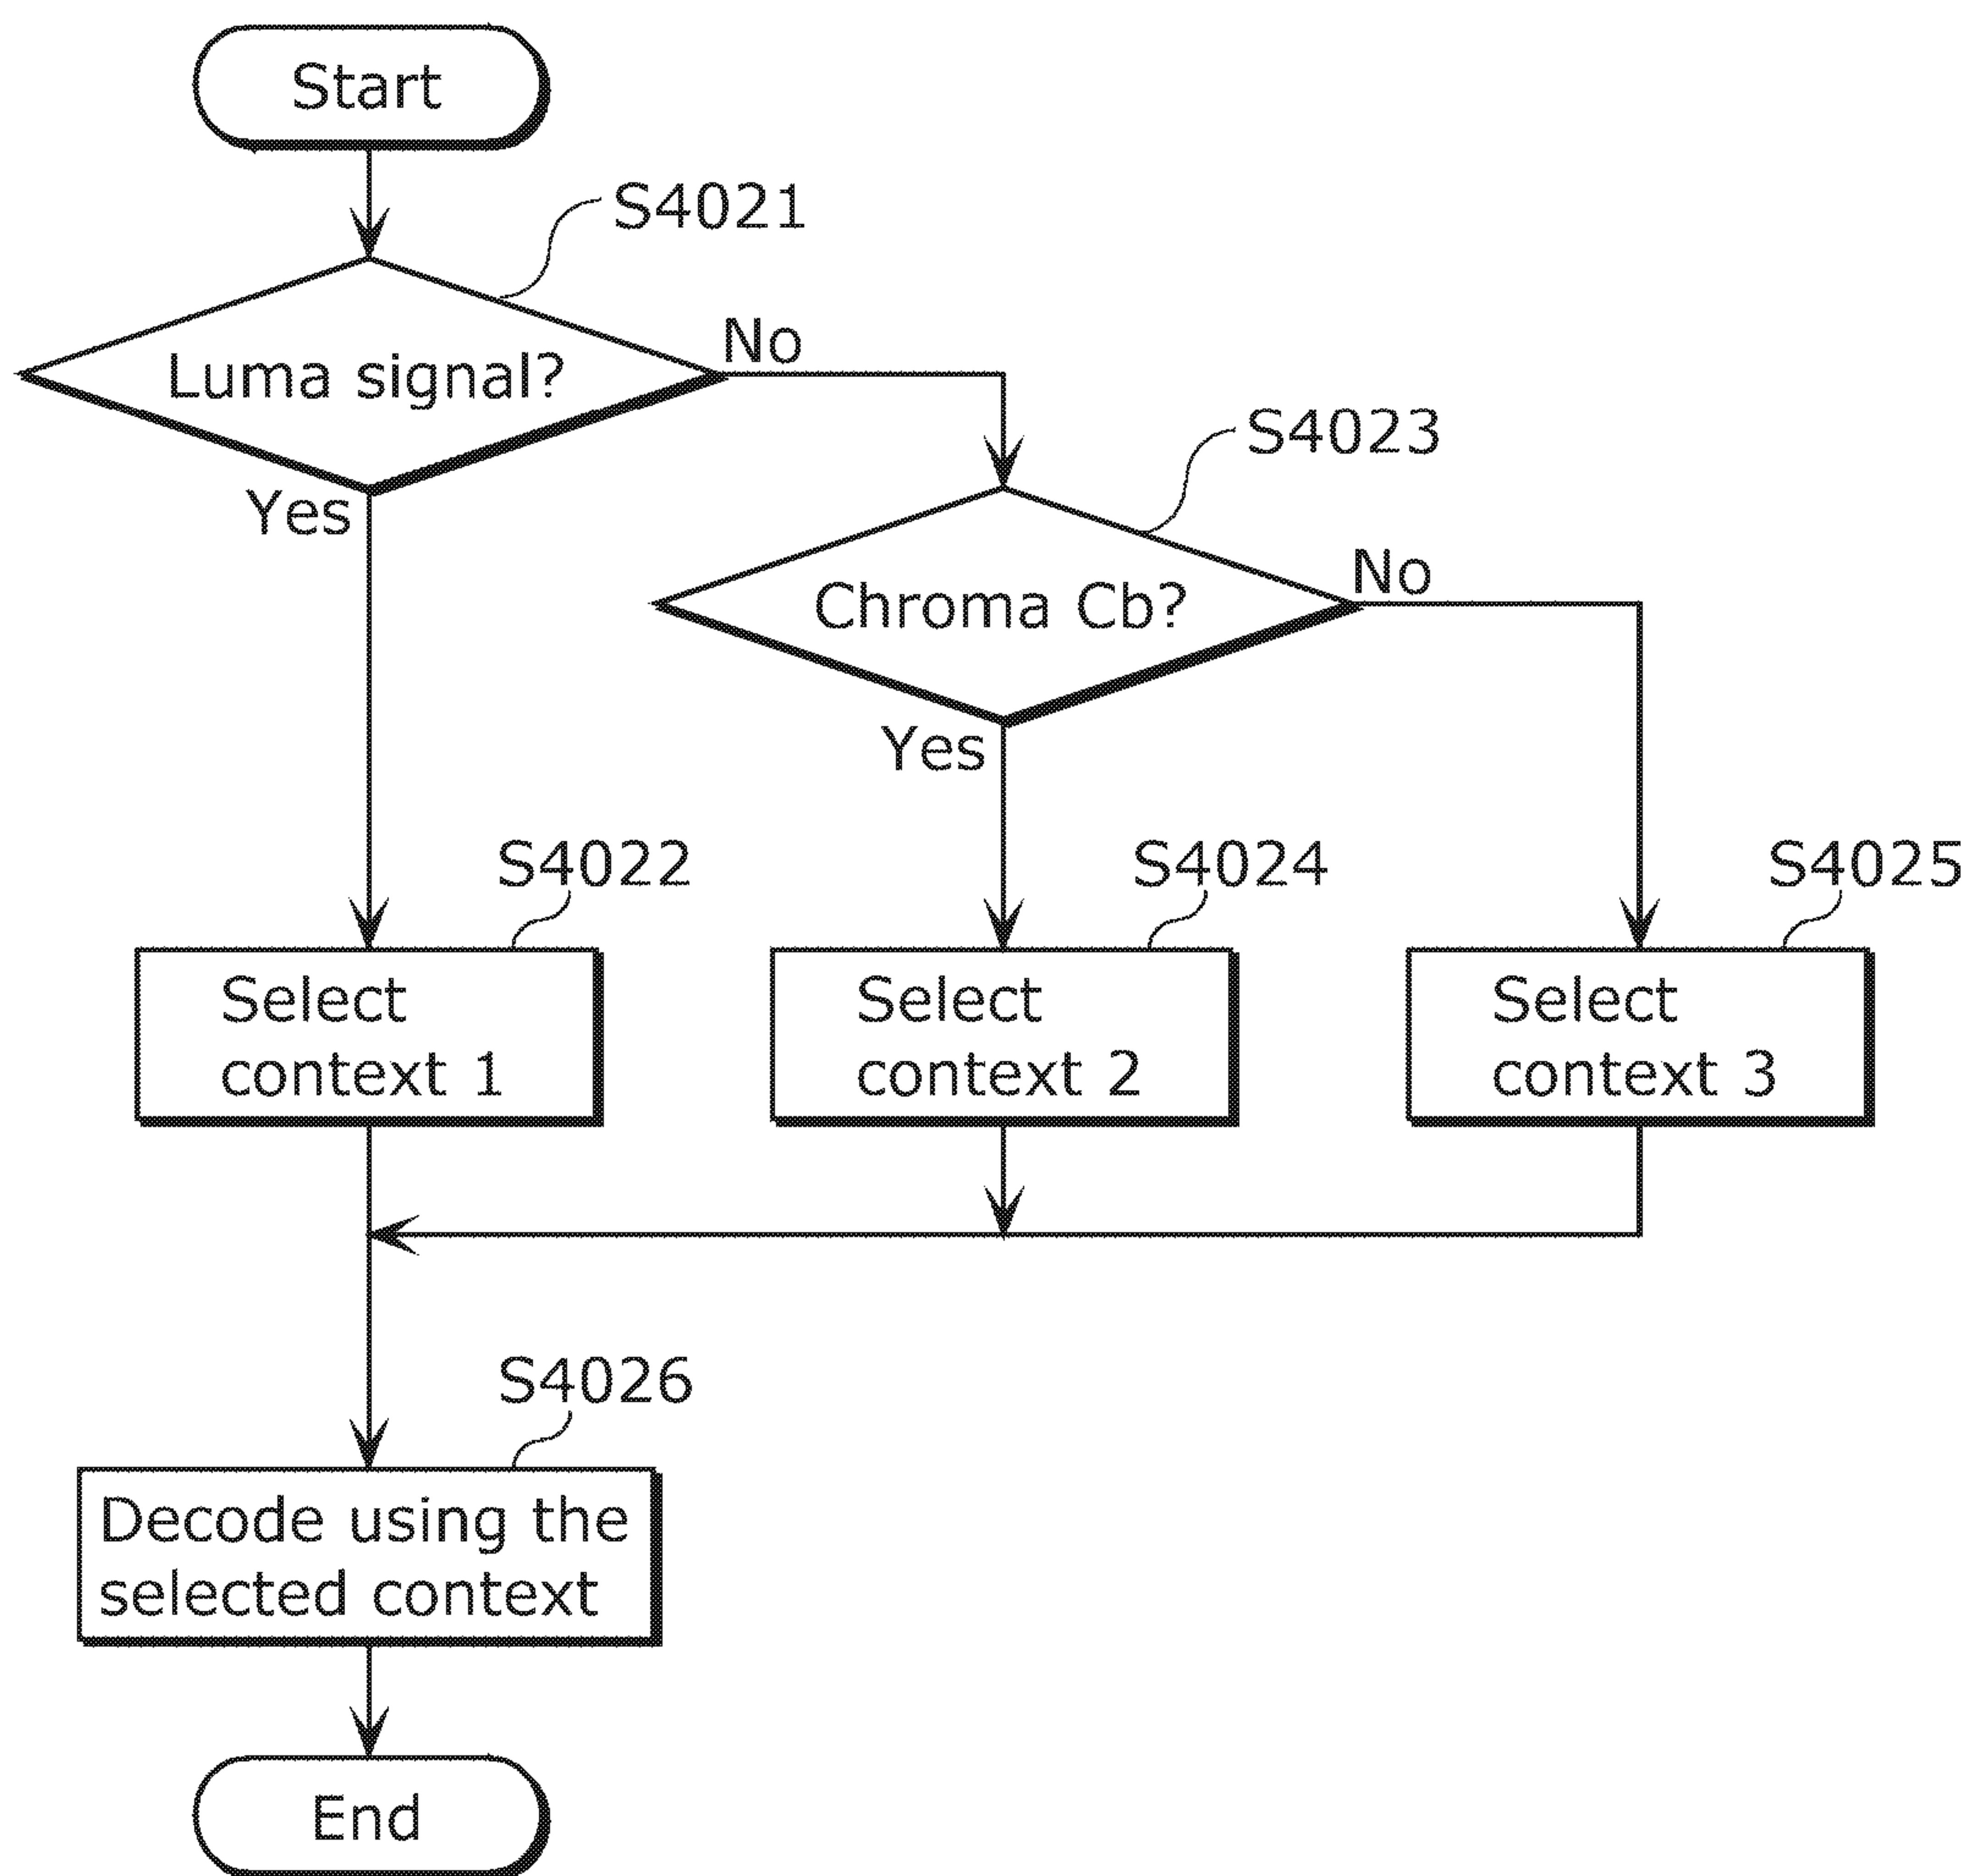 Start
S4021
Luma signal?
No
Yes
S4023
Chroma Cb?
No
Yes
S4022
Select
context 1
S4024
Select
context 2
S4025
Select
context 3
S4026
Decode using the
selected context
End